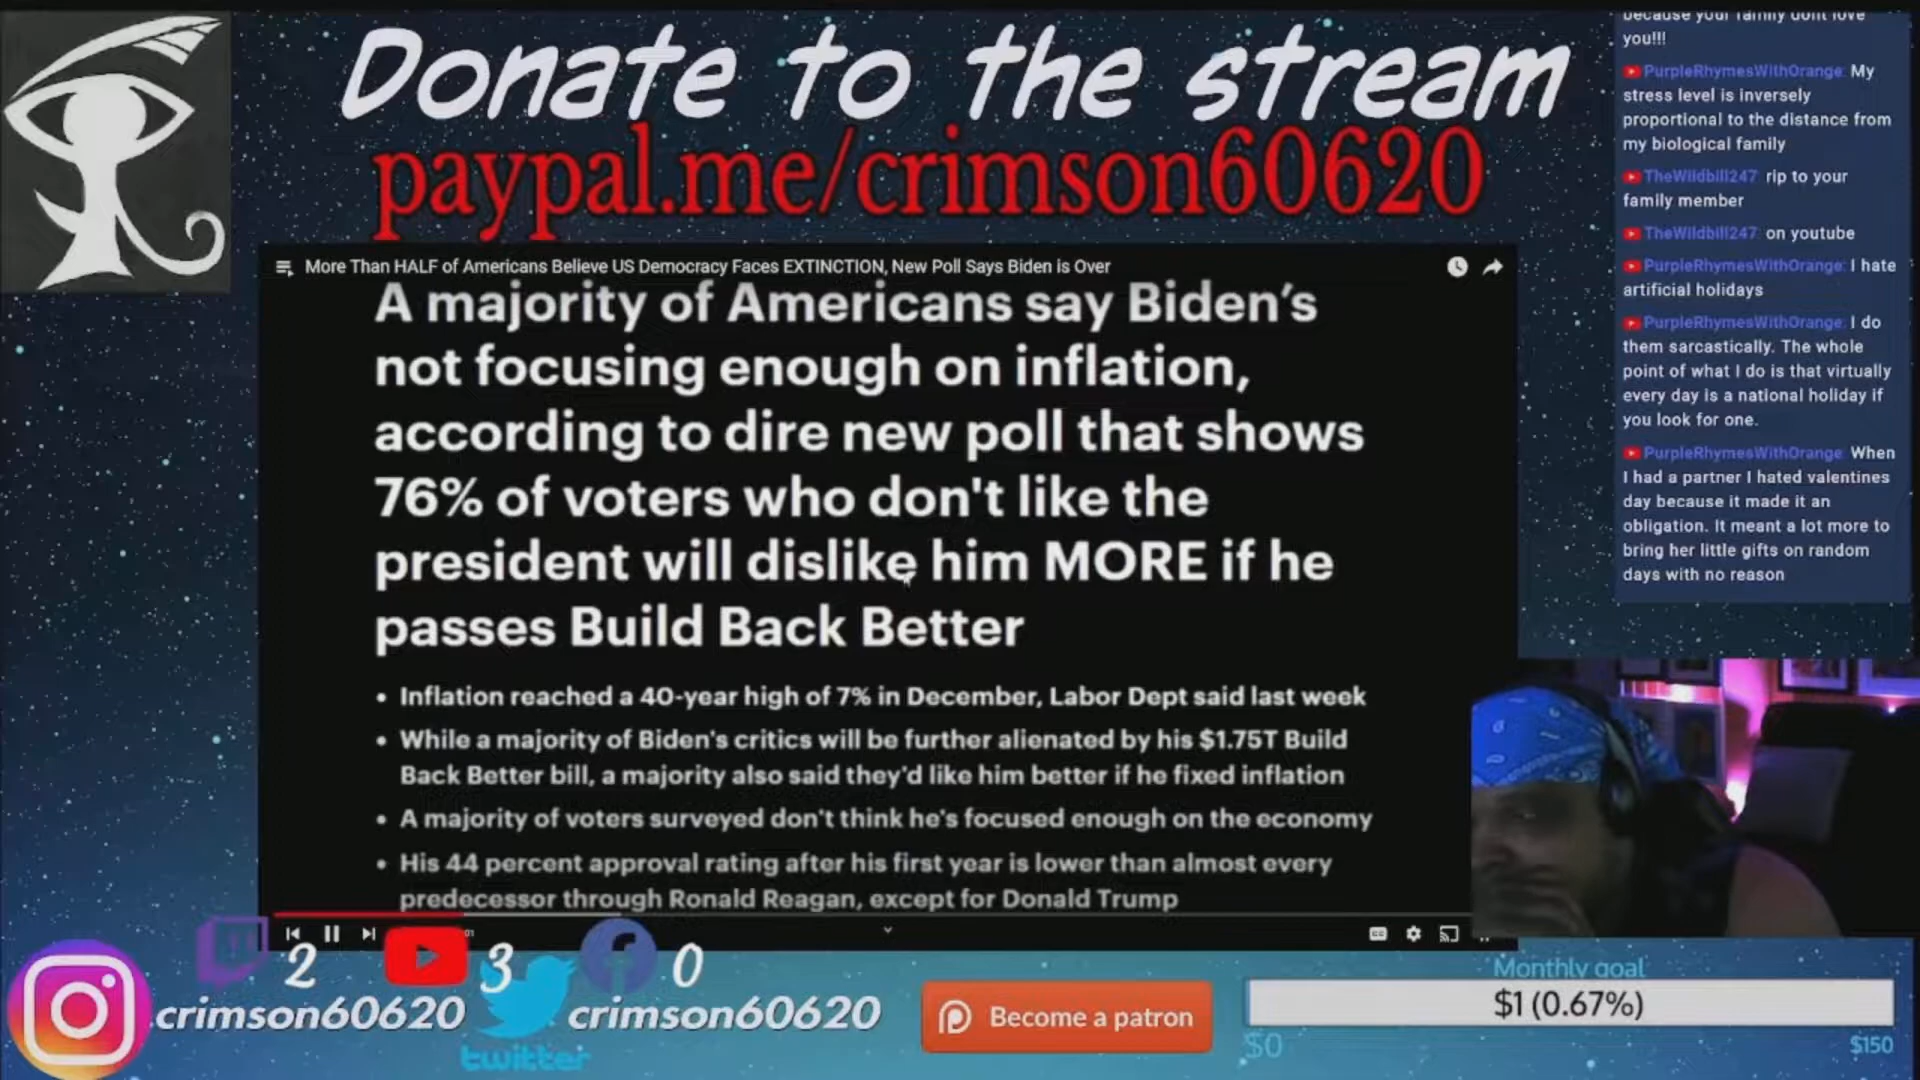 Donate to the stream
paypal.me/crimson60620
More Than HALF of Americans Believe US Democracy Faces EXTINCTION, New Poll Says Biden is Over
A majority of Americans say Biden's
not focusing enough on inflation,
according to dire new poll that shows
76% of voters who don't like the
president will dislike him MORE if he
passes Build Back Better
• Inflation reached a 40-year high of 7% in December, Labor Dept said last week
• While a majority of Biden's critics will be further alienated by his $1.75T Build
Back Better bill, a majority also said they'd like him better if he fixed inflation
• A majority of voters surveyed don't think he's focused enough on the economy
• His 44 percent approval rating after his first year is lower than almost every
predecessor through Ronald Reagan, except for Donald Trump
because your family dont love
you!!!
PurpleRhymesWithOrange: My
stress level is inversely
proportional to the distance from
my biological family
TheWildbill247: rip to your
family member
TheWildbill247: on youtube
PurpleRhymesWithOrange: I hate
artificial holidays
PurpleRhymesWithOrange: I do
them sarcastically. The whole
point of what I do is that virtually
every day is a national holiday if
you look for one.
PurpleRhymesWithOrange: When
I had a partner I hated valentines
day because it made it an
obligation. It meant a lot more to
bring her little gifts on random
days with no reason
2
3
0
crimson60620
crimson60620
twitter
Become a patron
Monthly goal
$1 (0.67%)
$0
$150